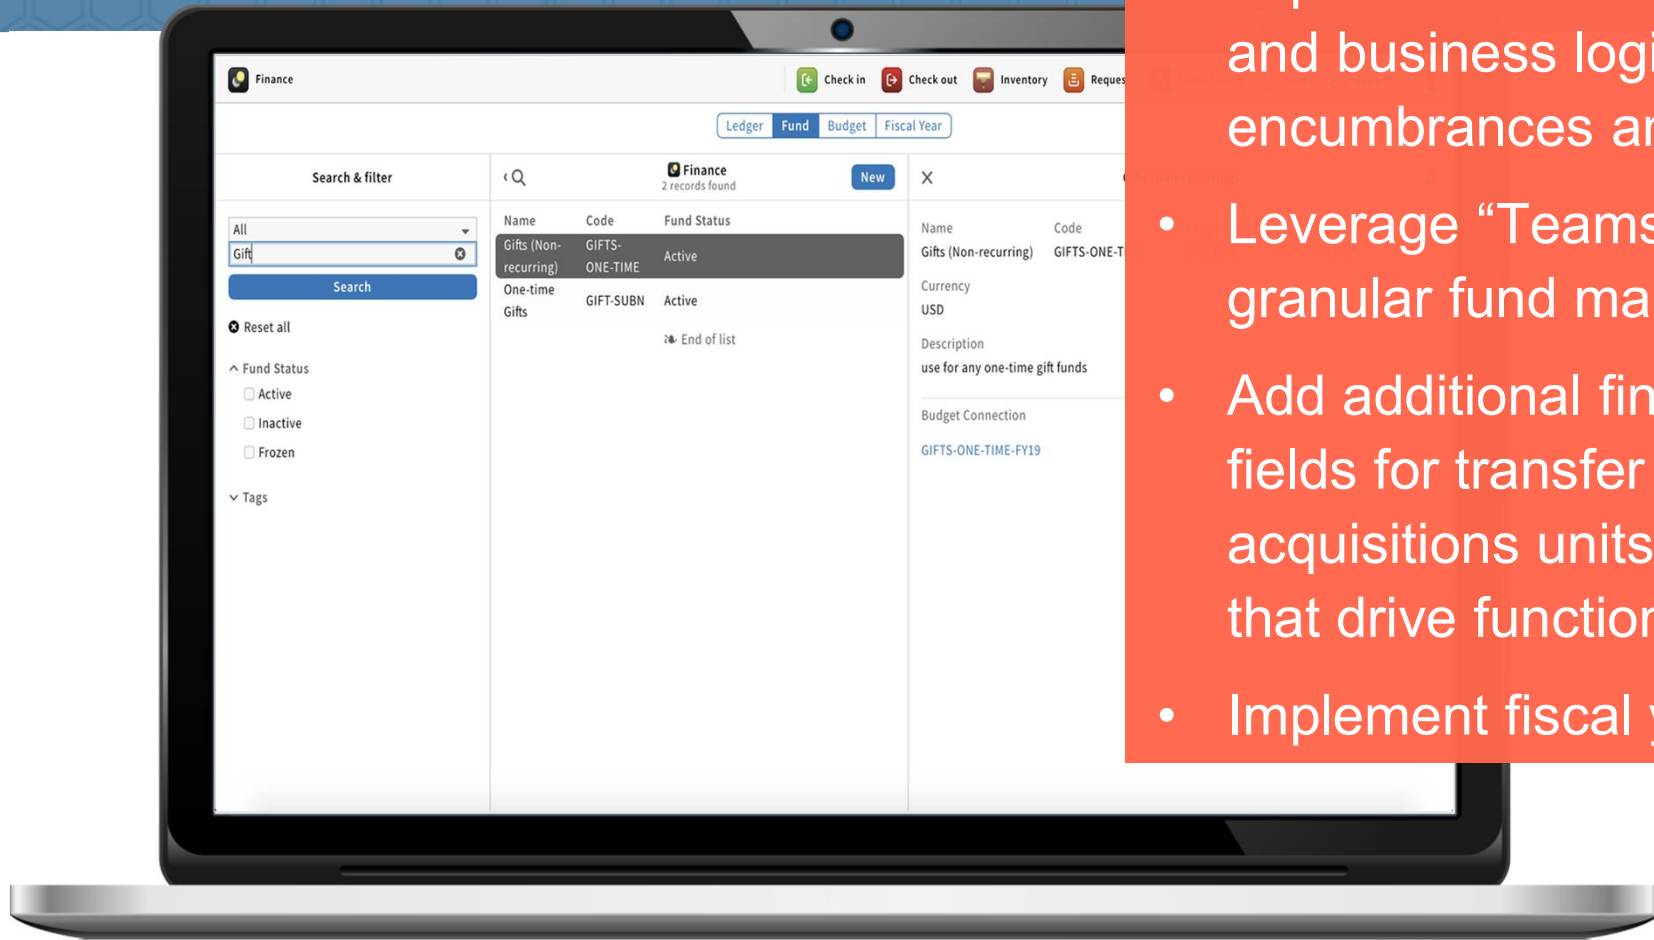 Finance
Check in Check out Inventory Reques
Ledger Fund Budget Fiscal Year
Search & filter
All
Gift
Search
Reset all
Fund Status
Active
Inactive
Frozen
Tags
Finance
2 records found
New
Name Code Fund Status
Gifts (Non-recurring) GIFTS-ONE-TIME Active
One-time Gifts GIFT-SUBN Active
End of list
Name Code
Gifts (Non-recurring) GIFTS-ONE-T
Currency
USD
Description
use for any one-time gift funds
Budget Connection
GIFTS-ONE-TIME-FY19
and business logi
encumbrances ar
• Leverage “Teams
granular fund ma
• Add additional fin
fields for transfer
acquisitions units
that drive function
• Implement fiscal y